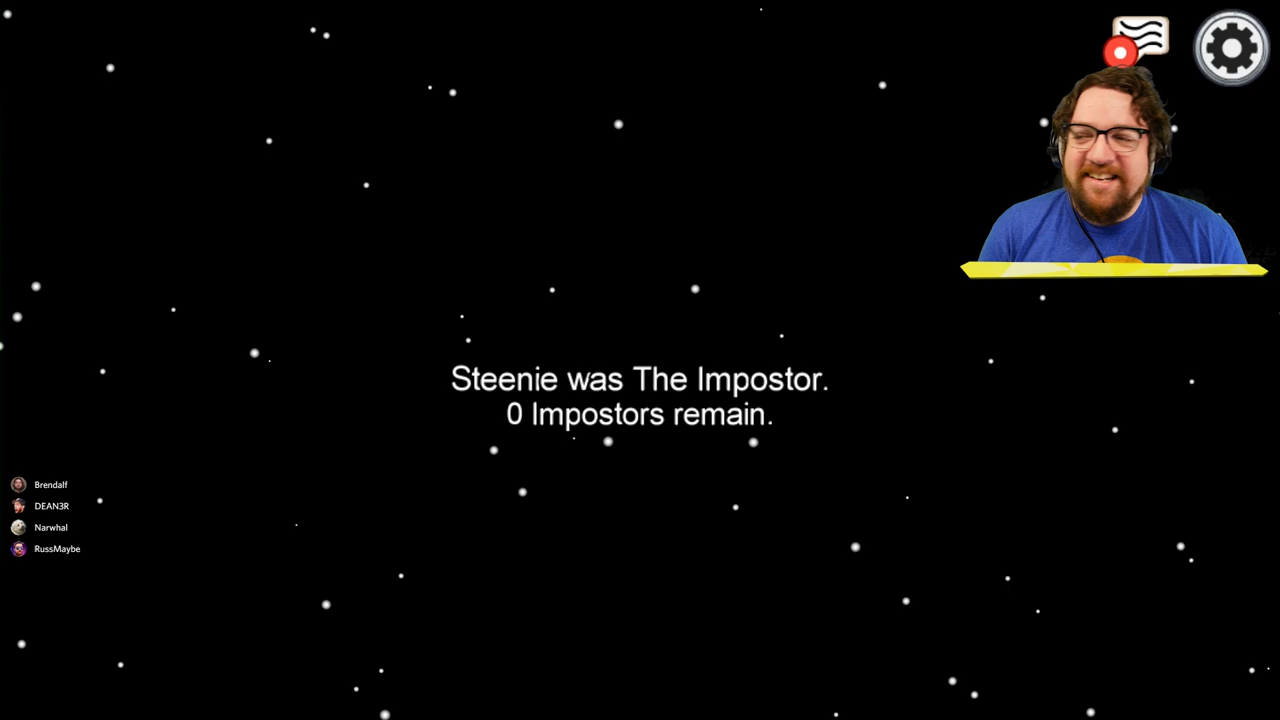 Steenie was The Impostor.
0 Impostors remain.
Brendalf
DEAN3R
Narwhal
RussMaybe